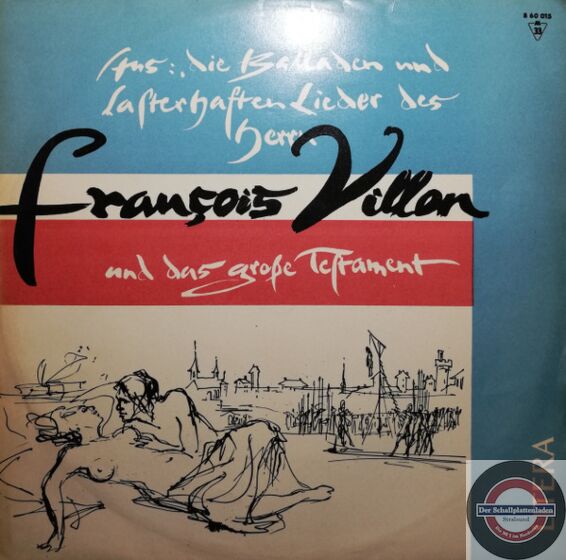 8 60 015
M
33
Aus: „die Balladen und
lasterhaften Lieder des
Herrn
François Villon
und das große Testament
LITERA
Der Schallplattenladen
Stralsund